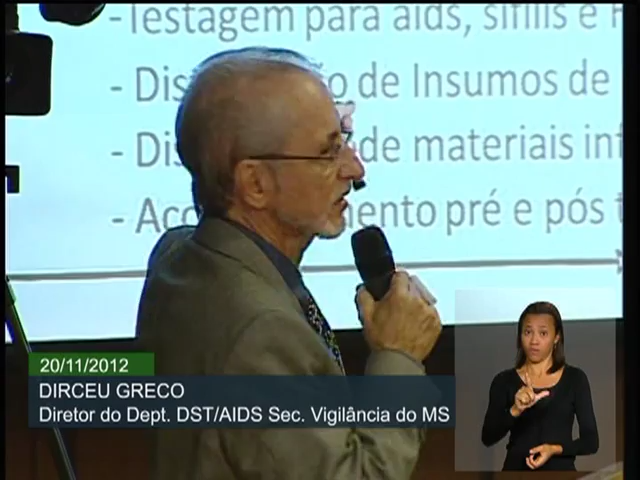 - Testagem para aids, sífilis e
- Dis o de Insumos de
- Dis de materiais
- Aco mento pré e pós
20/11/2012
DIRCEU GRECO
Diretor do Dept. DST/AIDS Sec. Vigilância do MS